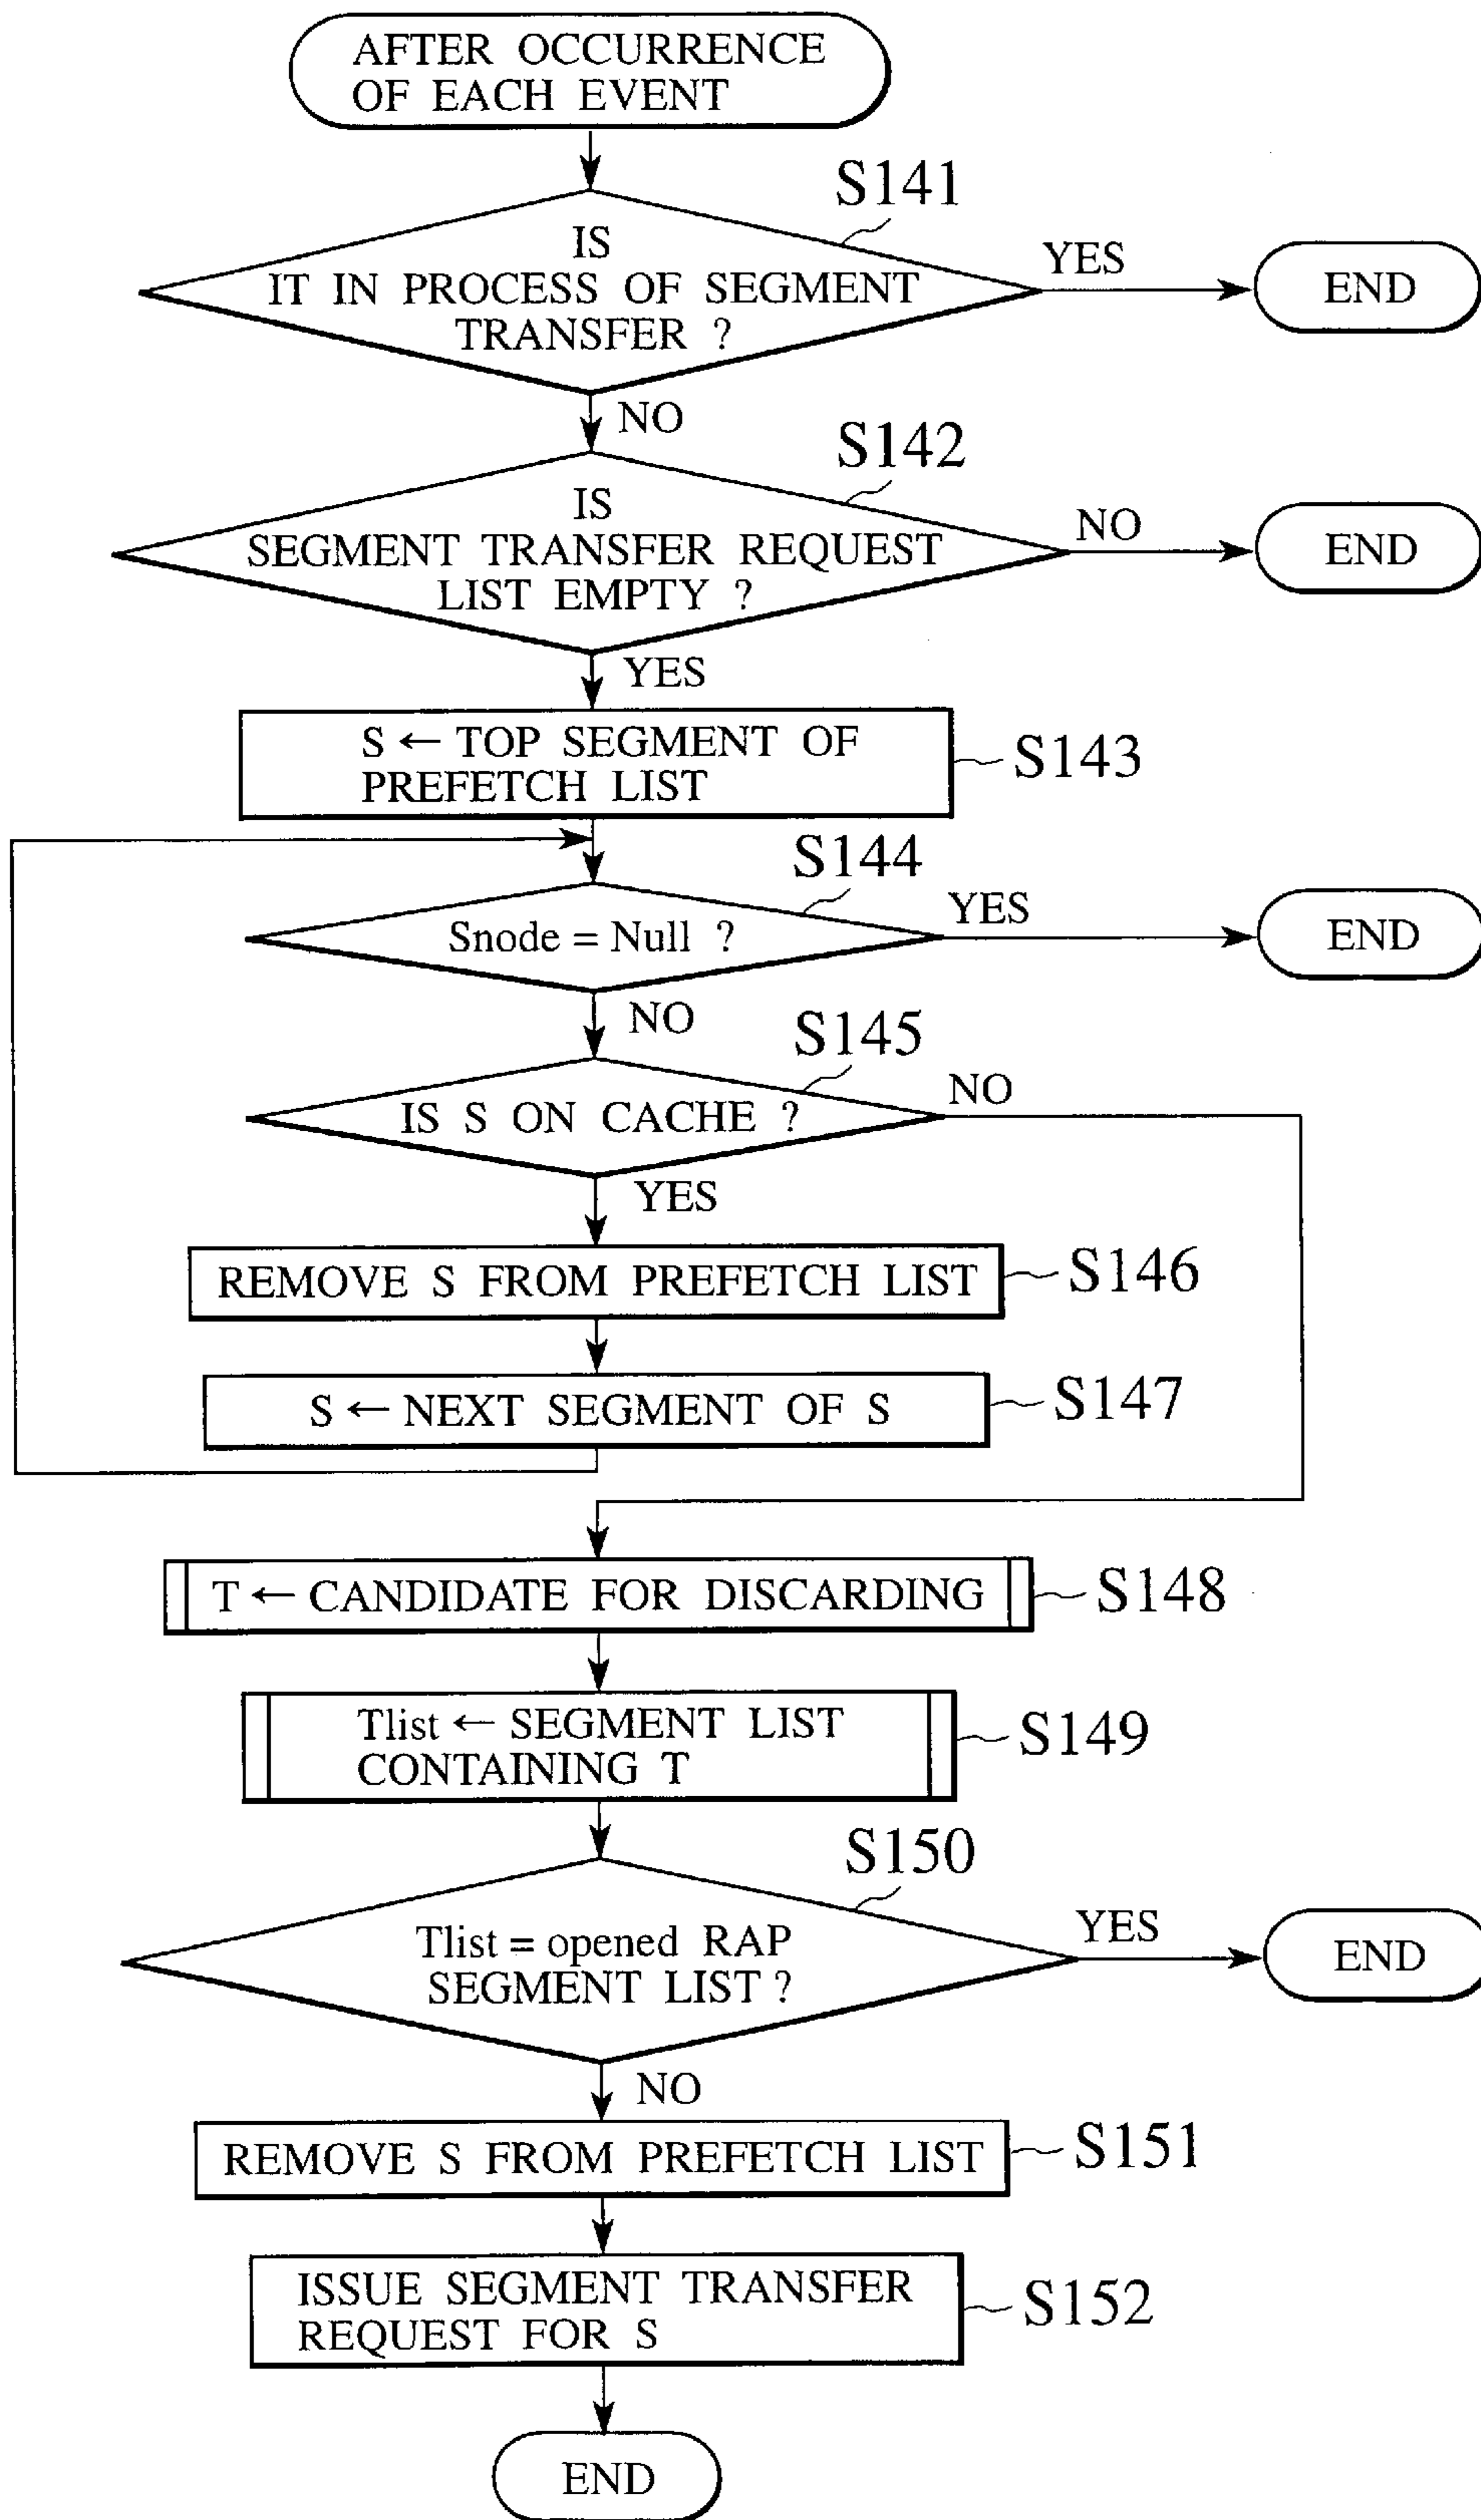 AFTER OCCURRENCE
OF EACH EVENT
S141
IS
IT IN PROCESS OF SEGMENT
TRANSFER ?
YES
END
NO
S142
IS
SEGMENT TRANSFER REQUEST
LIST EMPTY ?
NO
END
YES
S ← TOP SEGMENT OF
PREFETCH LIST
S143
S144
Snode = Null ?
YES
END
NO
S145
IS S ON CACHE ?
NO
YES
REMOVE S FROM PREFETCH LIST
S146
S ← NEXT SEGMENT OF S
S147
T ← CANDIDATE FOR DISCARDING
S148
Tlist ← SEGMENT LIST
CONTAINING T
S149
S150
Tlist = opened RAP
SEGMENT LIST ?
YES
END
NO
REMOVE S FROM PREFETCH LIST
S151
ISSUE SEGMENT TRANSFER
REQUEST FOR S
S152
END